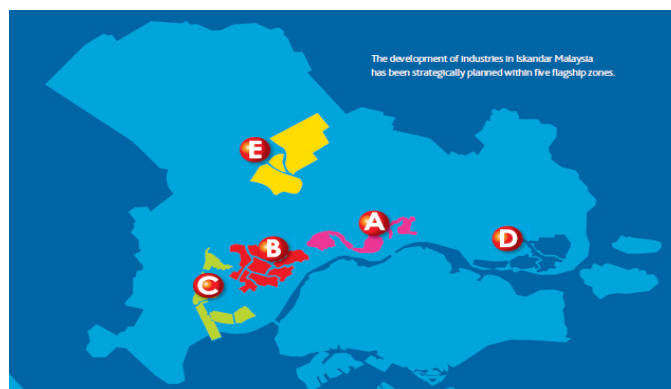 The development of industries in Iskandar Malaysia
has been strategically planned within five flagship zones.
E
A
D
B
C